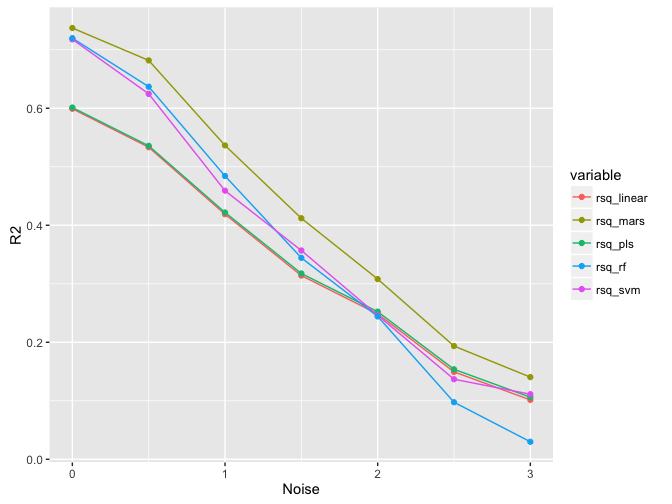 R2
0.6
0.4
0.2
0.0
0
1
2
3
Noise
variable
rsq_linear
rsq_mars
rsq_pls
rsq_rf
rsq_svm